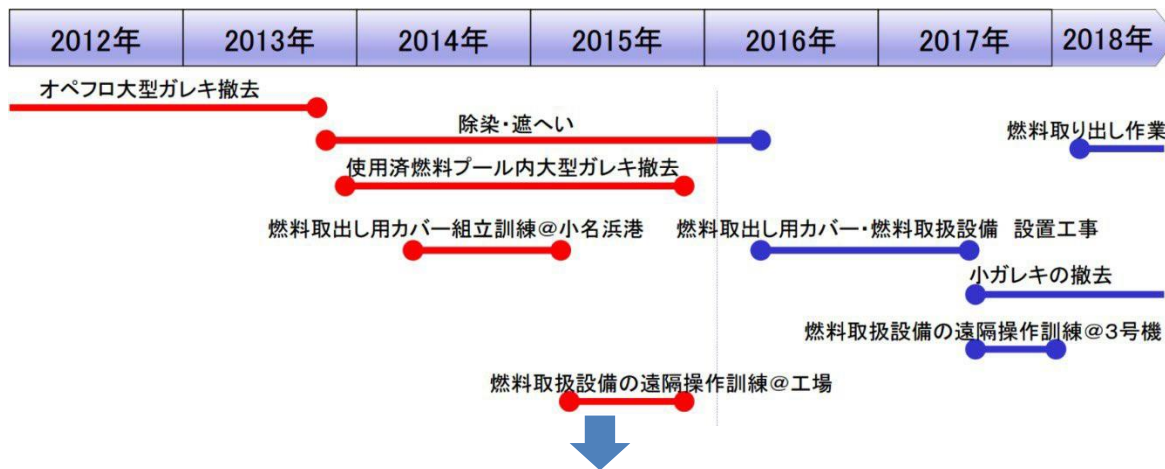 2012年 2013年 2014年 2015年 2016年 2017年 2018年
オペフロ大型ガレキ撤去
除染・遮へい
燃料取り出し作業
使用済燃料プール内大型ガレキ撤去
燃料取出し用カバー組立訓練@小名浜港
燃料取出し用カバー・燃料取扱設備 設置工事
小ガレキの撤去
燃料取扱設備の遠隔操作訓練@3号機
燃料取扱設備の遠隔操作訓練@工場